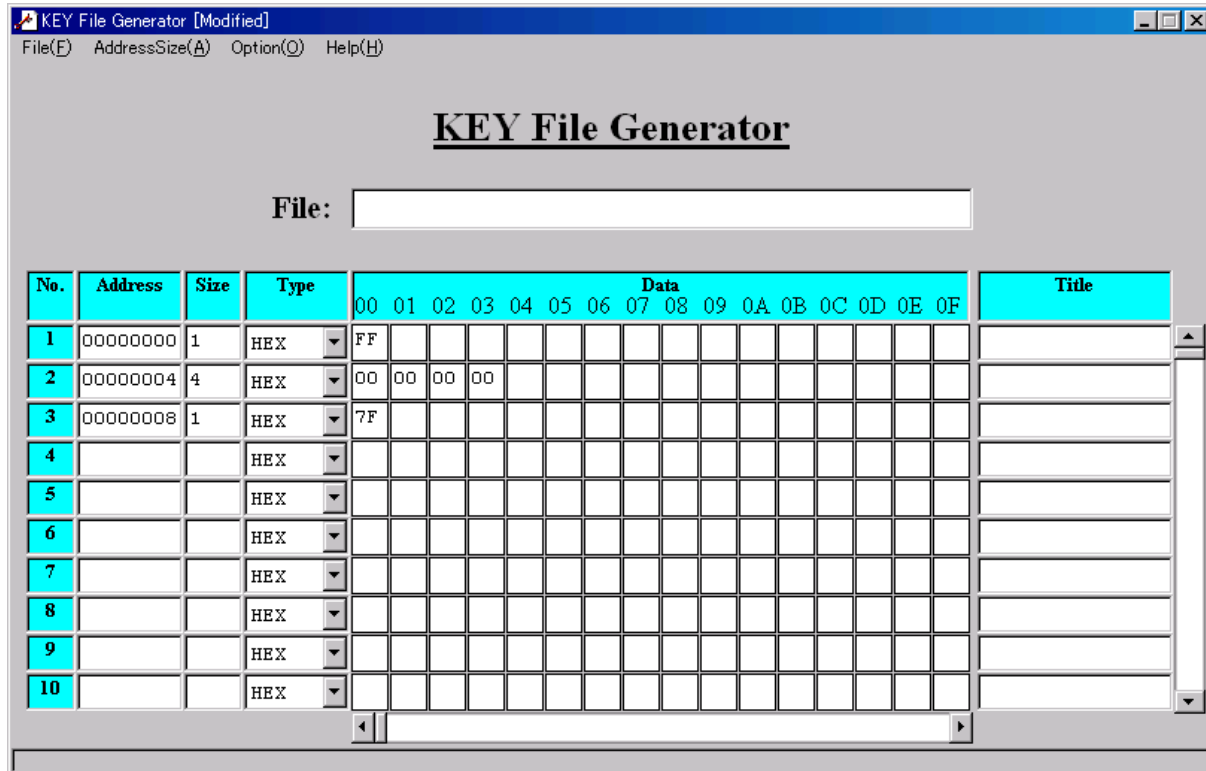 KEY File Generator [Modified]
File(F) AddressSize(A) Option(O) Help(H)
KEY File Generator
File:
No. Address Size Type Data Title
00 01 02 03 04 05 06 07 08 09 0A 0B 0C 0D 0E 0F
1 00000000 1 HEX FF
2 00000004 4 HEX 00 00 00 00
3 00000008 1 HEX 7F
4 HEX
5 HEX
6 HEX
7 HEX
8 HEX
9 HEX
10 HEX